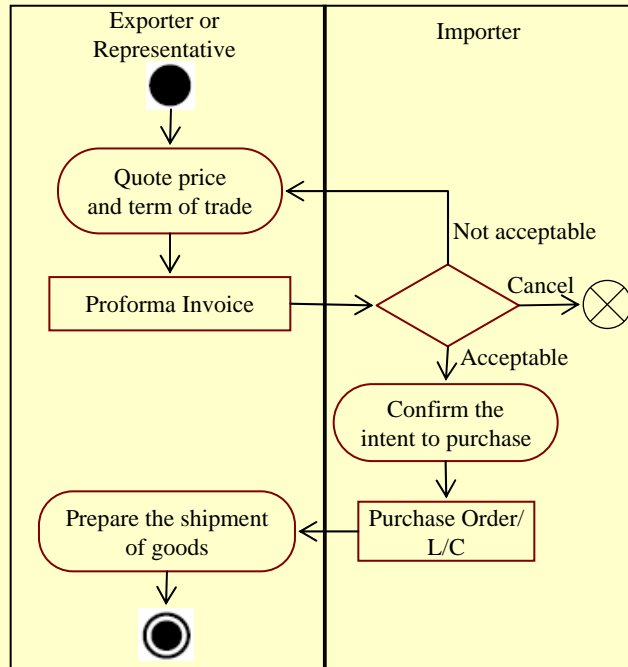 Exporter or
Representative
Importer
Quote price
and term of trade
Not acceptable
Proforma Invoice
Cancel
Acceptable
Confirm the
intent to purchase
Prepare the shipment
of goods
Purchase Order/
L/C